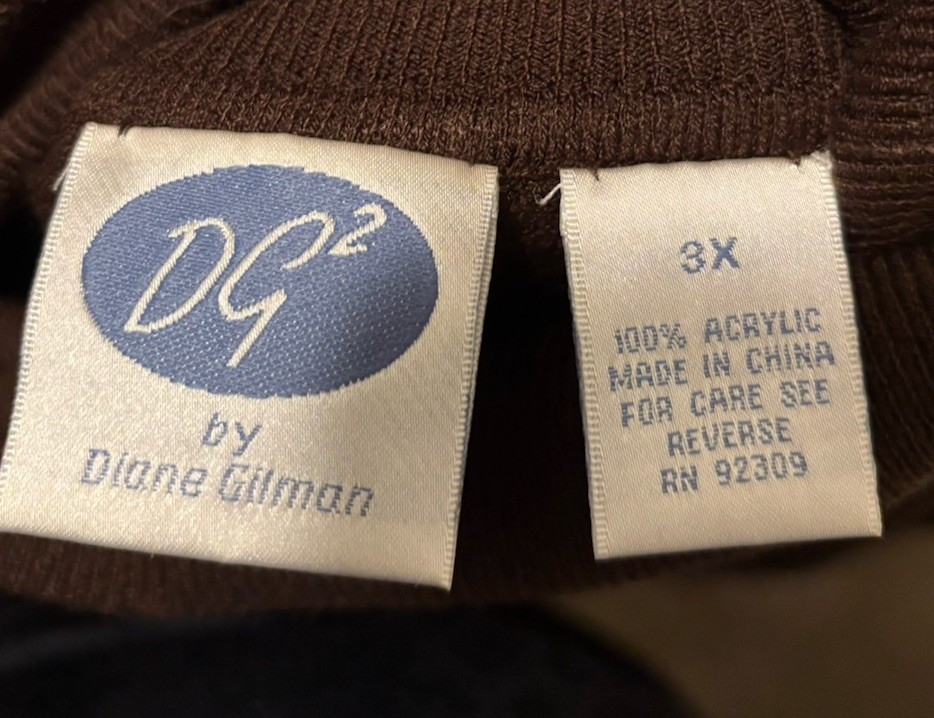 DG²
by
Diane Gilman
3X
100% ACRYLIC
MADE IN CHINA
FOR CARE SEE
REVERSE
RN 92309